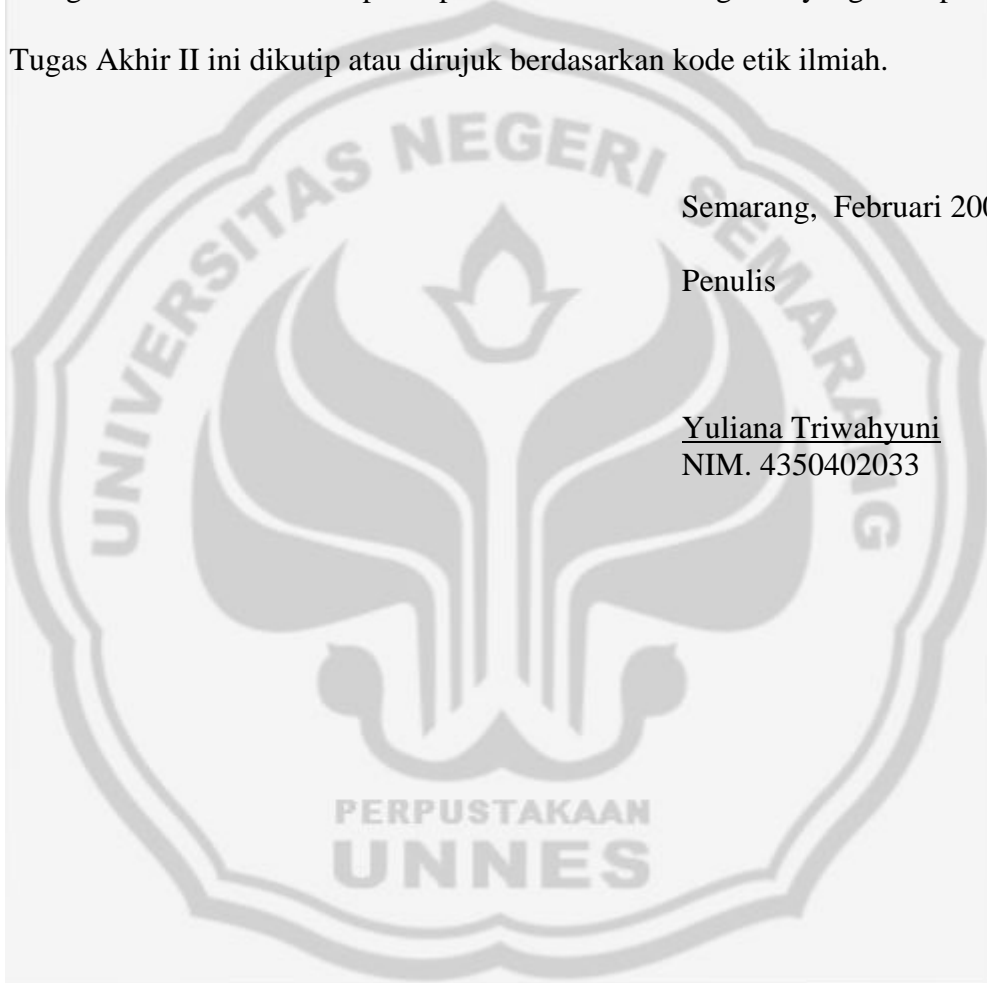 Tugas Akhir II ini dikutip atau dirujuk berdasarkan kode etik ilmiah.
UNIVERSITAS NEGERI SEMARANG
Semarang, Februari 200
Penulis
Yuliana Triwahyuni
NIM. 4350402033
PERPUSTAKAAN
UNNES